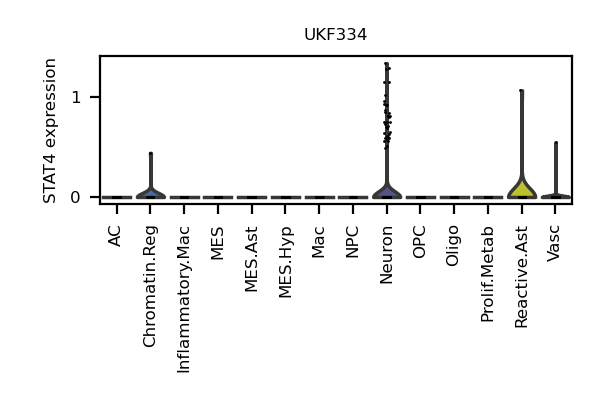 UKF334
STAT4 expression
1
0
AC
Chromatin.Reg
Inflammatory.Mac
MES
MES.Ast
MES.Hyp
Mac
NPC
Neuron
OPC
Oligo
Prolif.Metab
Reactive.Ast
Vasc